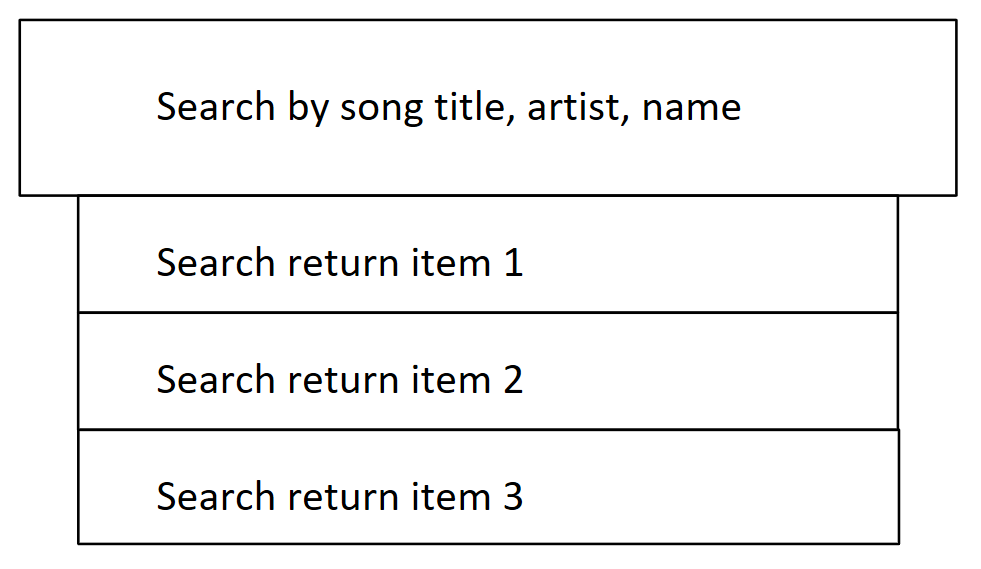 Search by song title, artist, name
Search return item 1
Search return item 2
Search return item 3